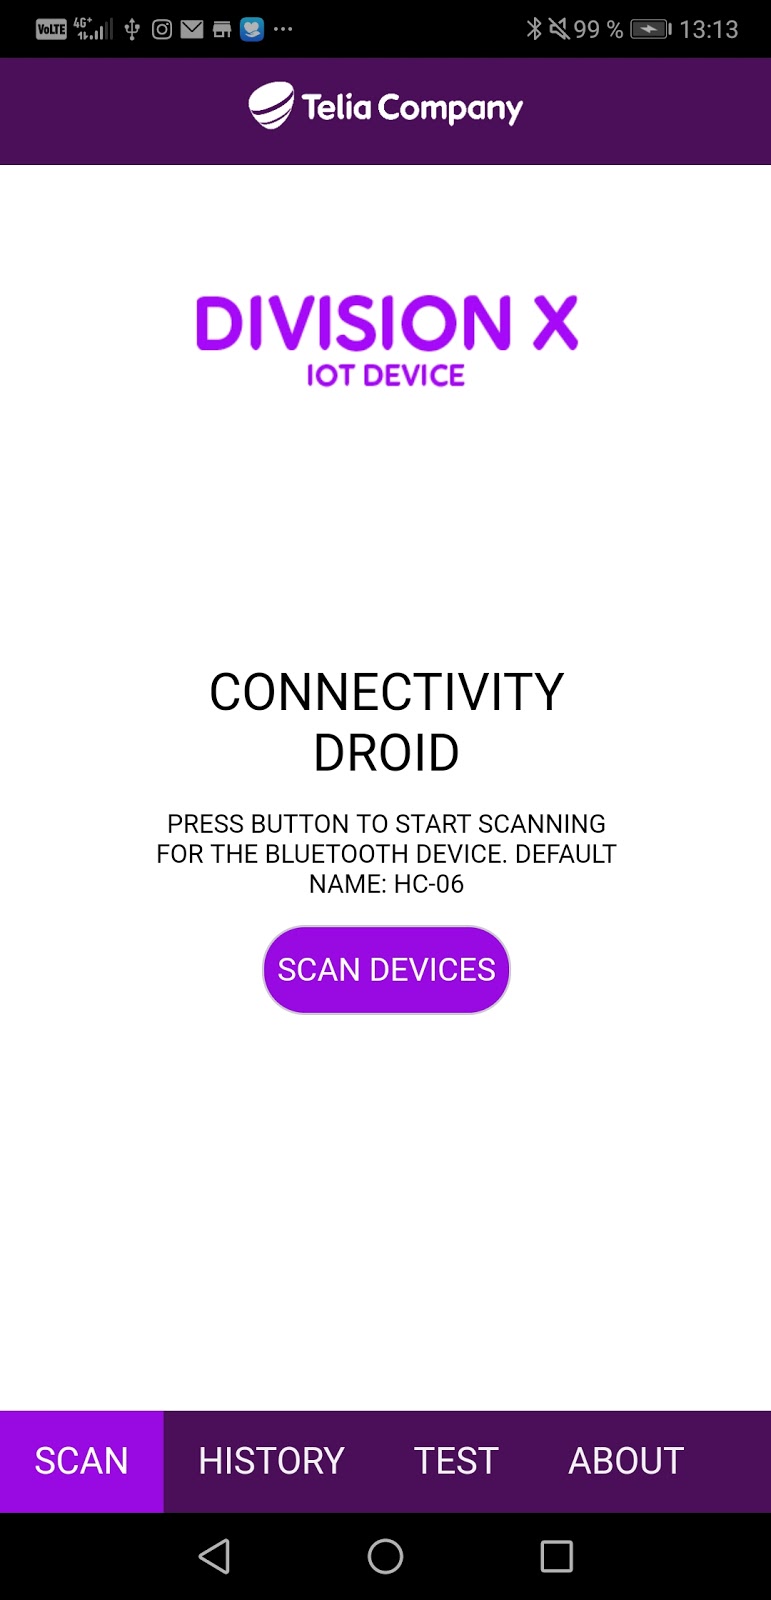 VoLTE 4G+ 99 % 13:13
Telia Company
DIVISION X
IOT DEVICE
CONNECTIVITY
DROID
PRESS BUTTON TO START SCANNING
FOR THE BLUETOOTH DEVICE. DEFAULT
NAME: HC-06
SCAN DEVICES
SCAN HISTORY TEST ABOUT